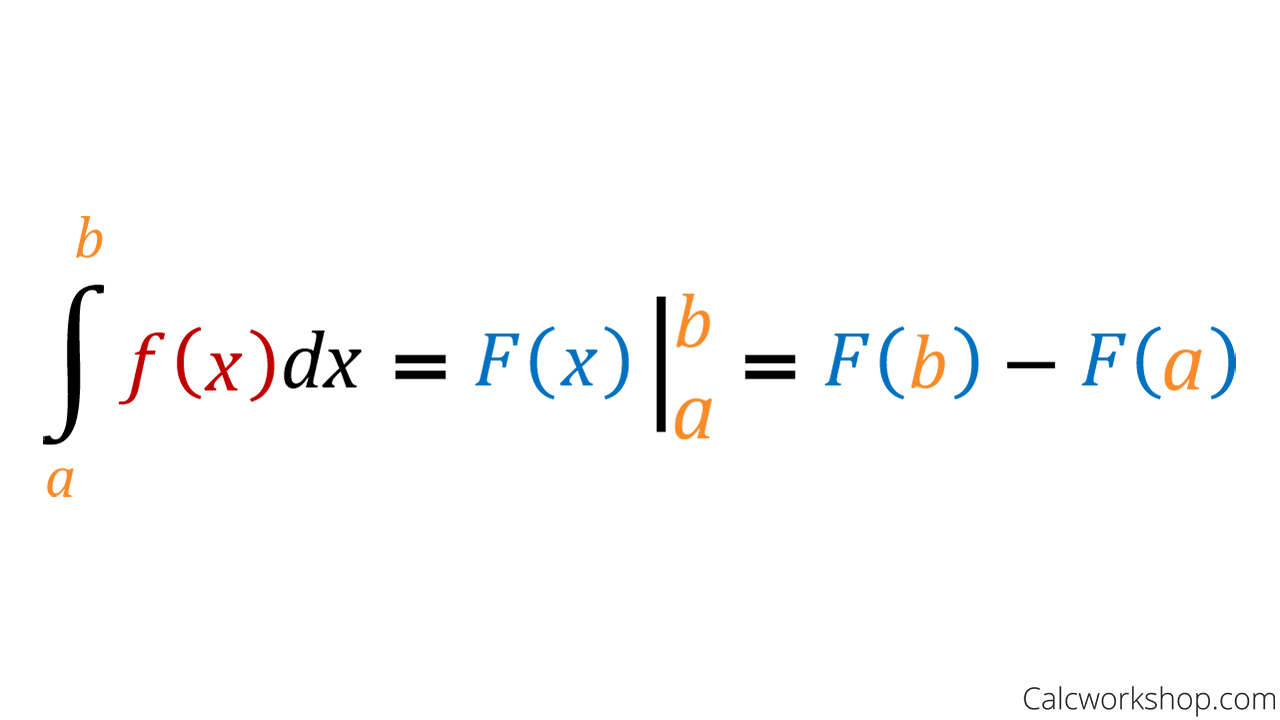 ∫ₐᵇ f(x)dx = F(x) |ₐᵇ = F(b) − F(a)
Calcworkshop.com